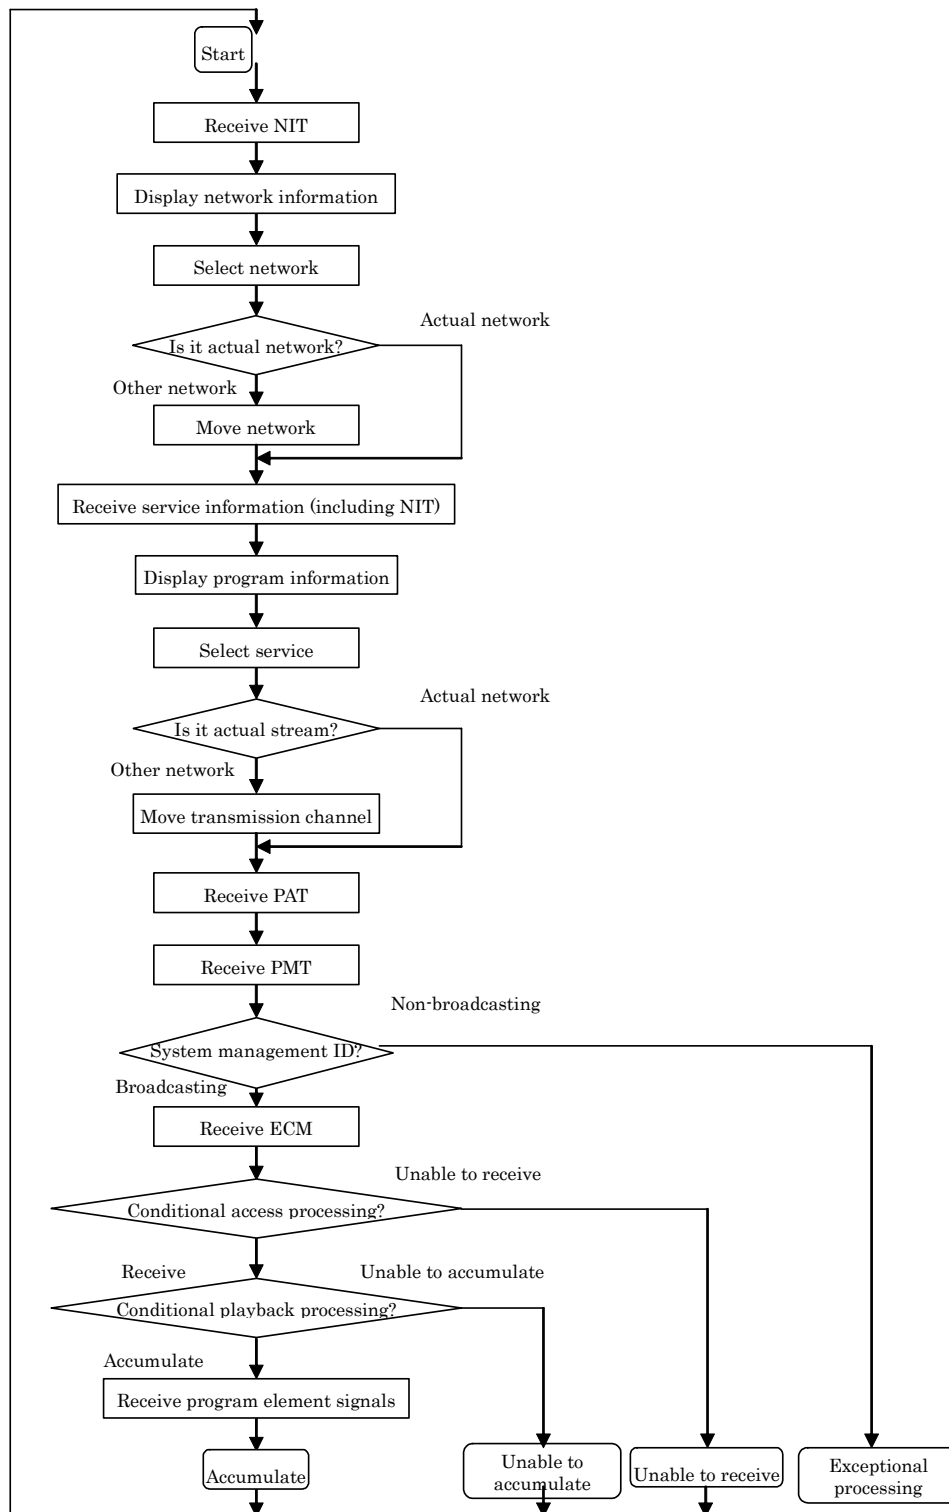 Start
Receive NIT
Display network information
Select network
Actual network
Is it actual network?
Other network
Move network
Receive service information (including NIT)
Display program information
Select service
Actual network
Is it actual stream?
Other network
Move transmission channel
Receive PAT
Receive PMT
Non-broadcasting
System management ID?
Broadcasting
Receive ECM
Unable to receive
Conditional access processing?
Receive
Unable to accumulate
Conditional playback processing?
Accumulate
Receive program element signals
Accumulate
Unable to
accumulate
Unable to receive
Exceptional
processing